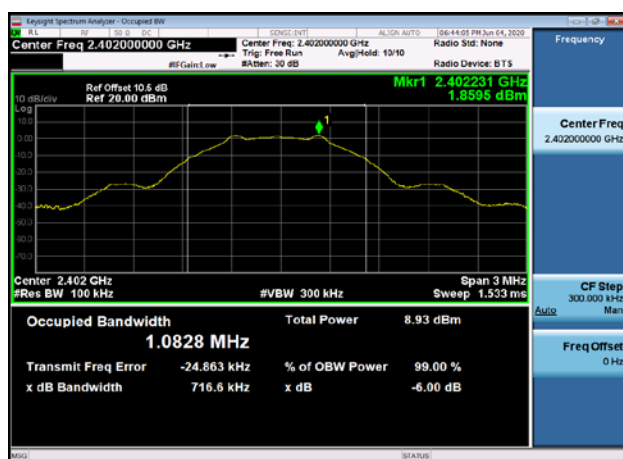 Keysight Spectrum Analyzer - Occupied BW
RL RF 50 Ω DC SENSE:INT ALIGN AUTO 06:44:05 PM Jun 04, 2020
Center Freq 2.402000000 GHz Center Freq: 2.402000000 GHz Radio Std: None Frequency
Trig: Free Run Avg|Hold: 10/10
#IFGain:Low #Atten: 30 dB Radio Device: BTS
Mkr1 2.402231 GHz
Ref Offset 10.6 dB
10 dB/div Ref 20.00 dBm 1.8595 dBm
Log
10.0
0.00
-10.0
-20.0
-30.0
-40.0
-50.0
-60.0
-70.0
1
Center Freq
2.402000000 GHz
Center 2.402 GHz Span 3 MHz
#Res BW 100 kHz #VBW 300 kHz Sweep 1.533 ms
CF Step
300.000 kHz
Auto Man
Occupied Bandwidth Total Power 8.93 dBm
1.0828 MHz
Freq Offset
0 Hz
Transmit Freq Error -24.863 kHz % of OBW Power 99.00 %
x dB Bandwidth 716.6 kHz x dB -6.00 dB
MSG STATUS